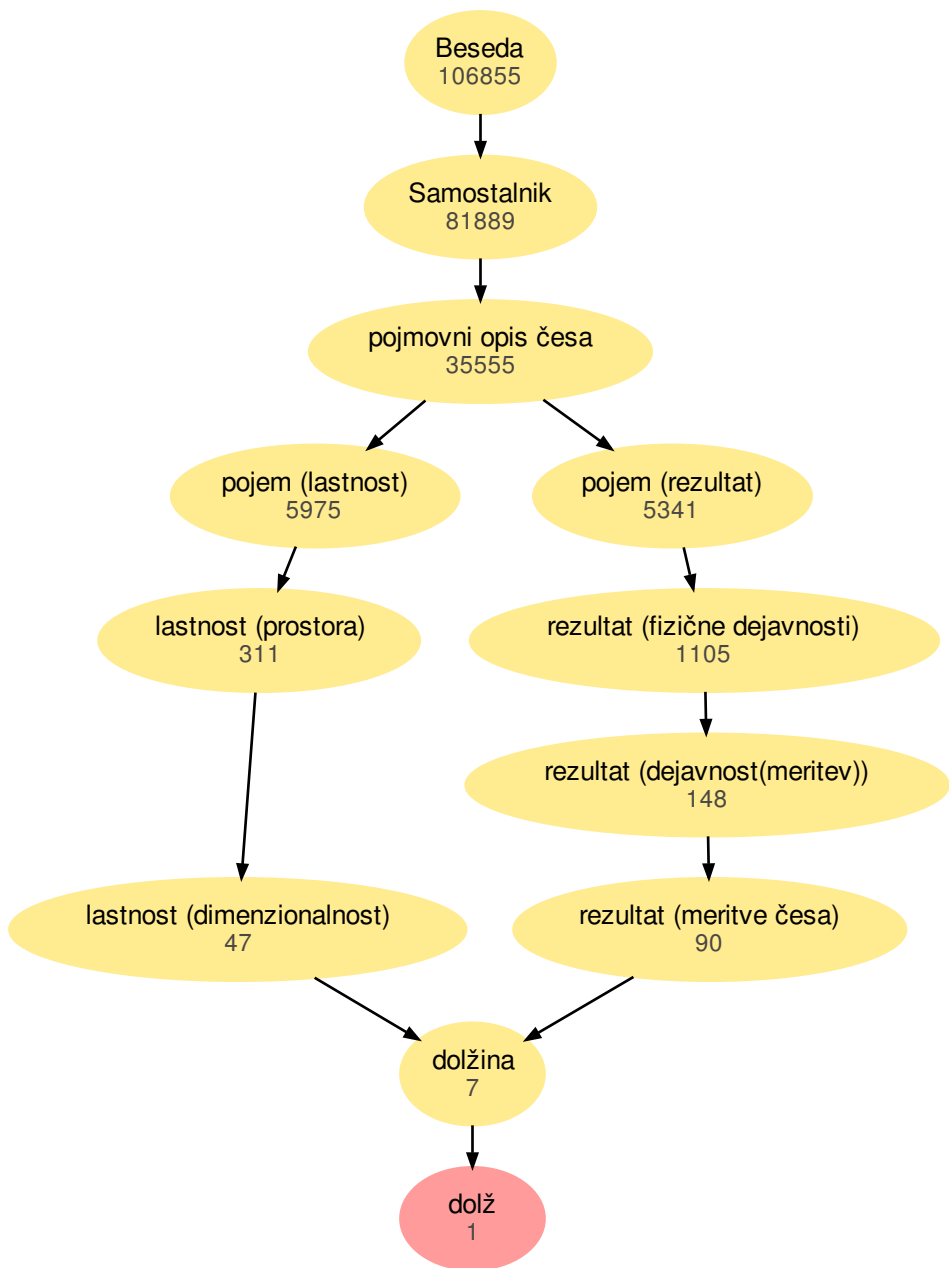 Beseda
106855
Samostalnik
81889
pojmovni opis česa
35555
pojem (lastnost)
5975
pojem (rezultat)
5341
lastnost (prostora)
311
rezultat (fizične dejavnosti)
1105
rezultat (dejavnost(meritev))
148
lastnost (dimenzionalnost)
47
rezultat (meritve česa)
90
dolžina
7
dolž
1